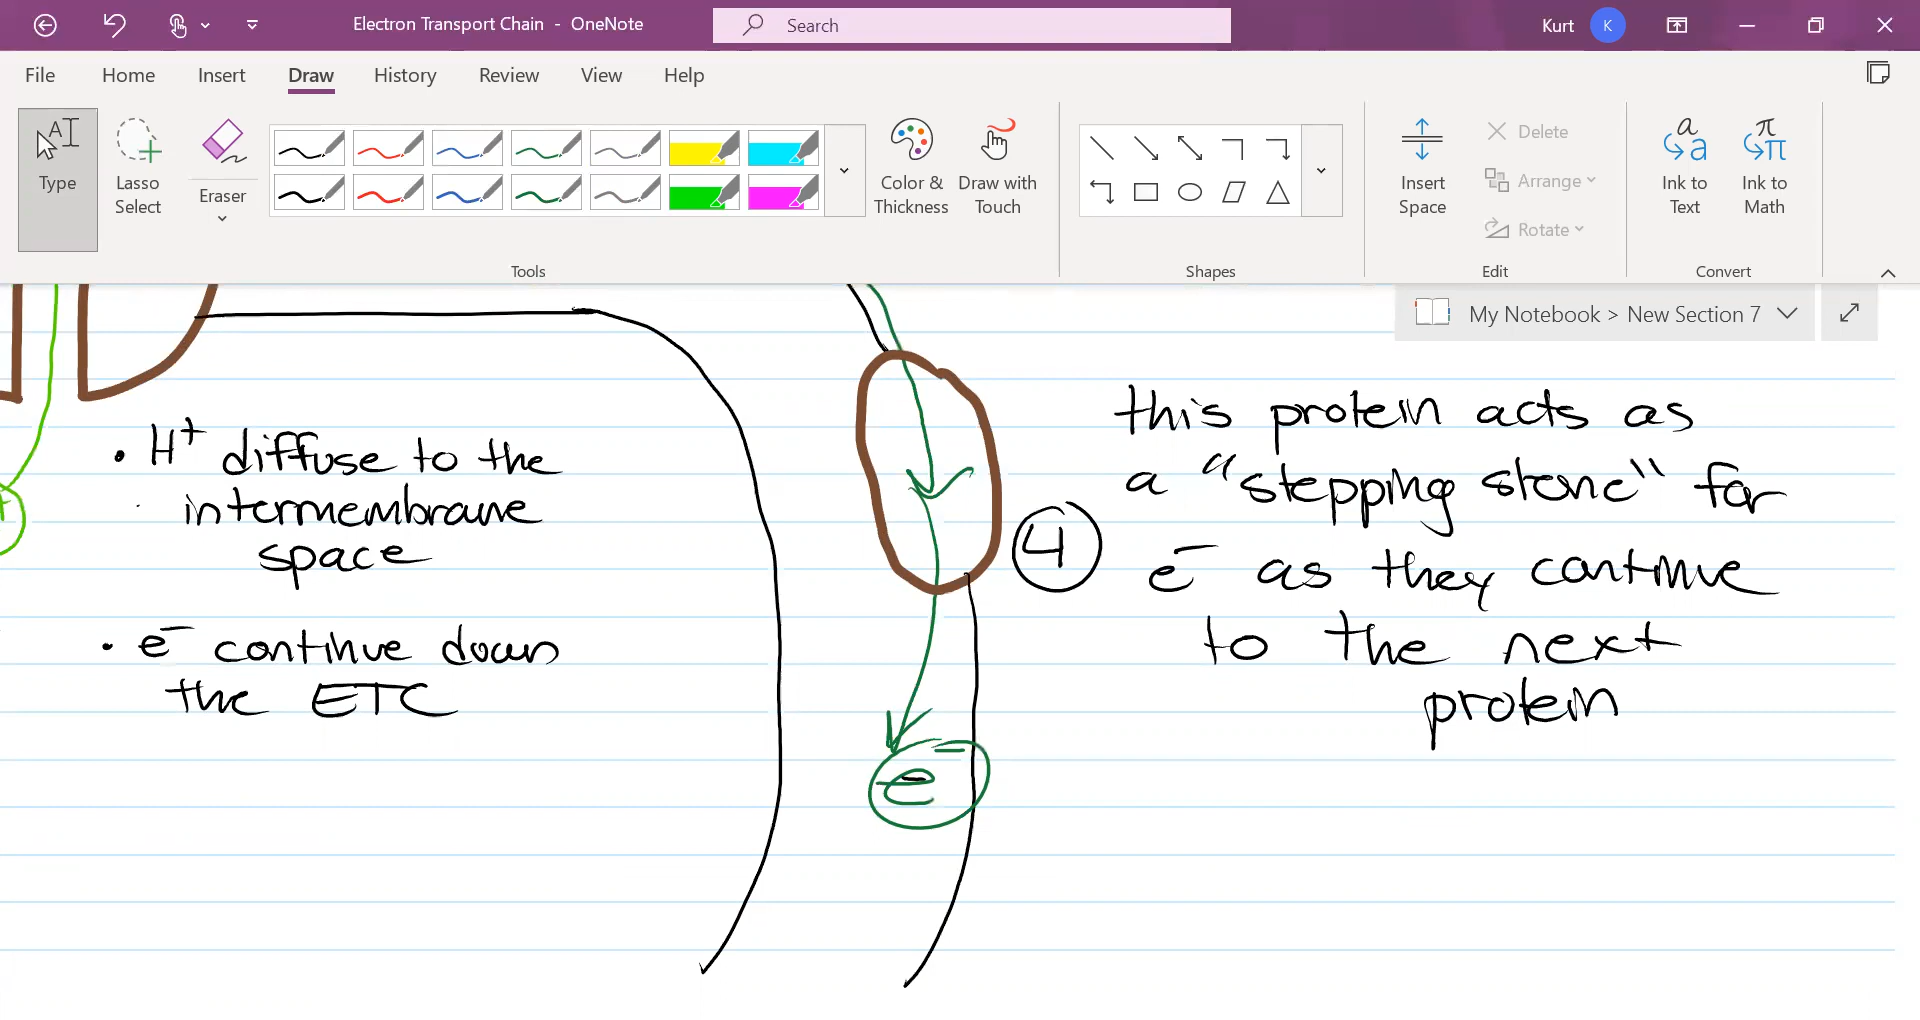 Electron Transport Chain - OneNote
Search
Kurt
K
File Home Insert Draw History Review View Help
Type
Lasso Select
Eraser
Color & Thickness
Draw with Touch
Insert Space
Delete
Arrange
Rotate
Ink to Text
Ink to Math
Tools
Shapes
Edit
Convert
My Notebook > New Section 7
• H+ diffuse to the
intermembrane
space
• e- continue down
the ETC
e-
4
this protein acts as
a "stepping stone" for
e- as they continue
to the next
protein